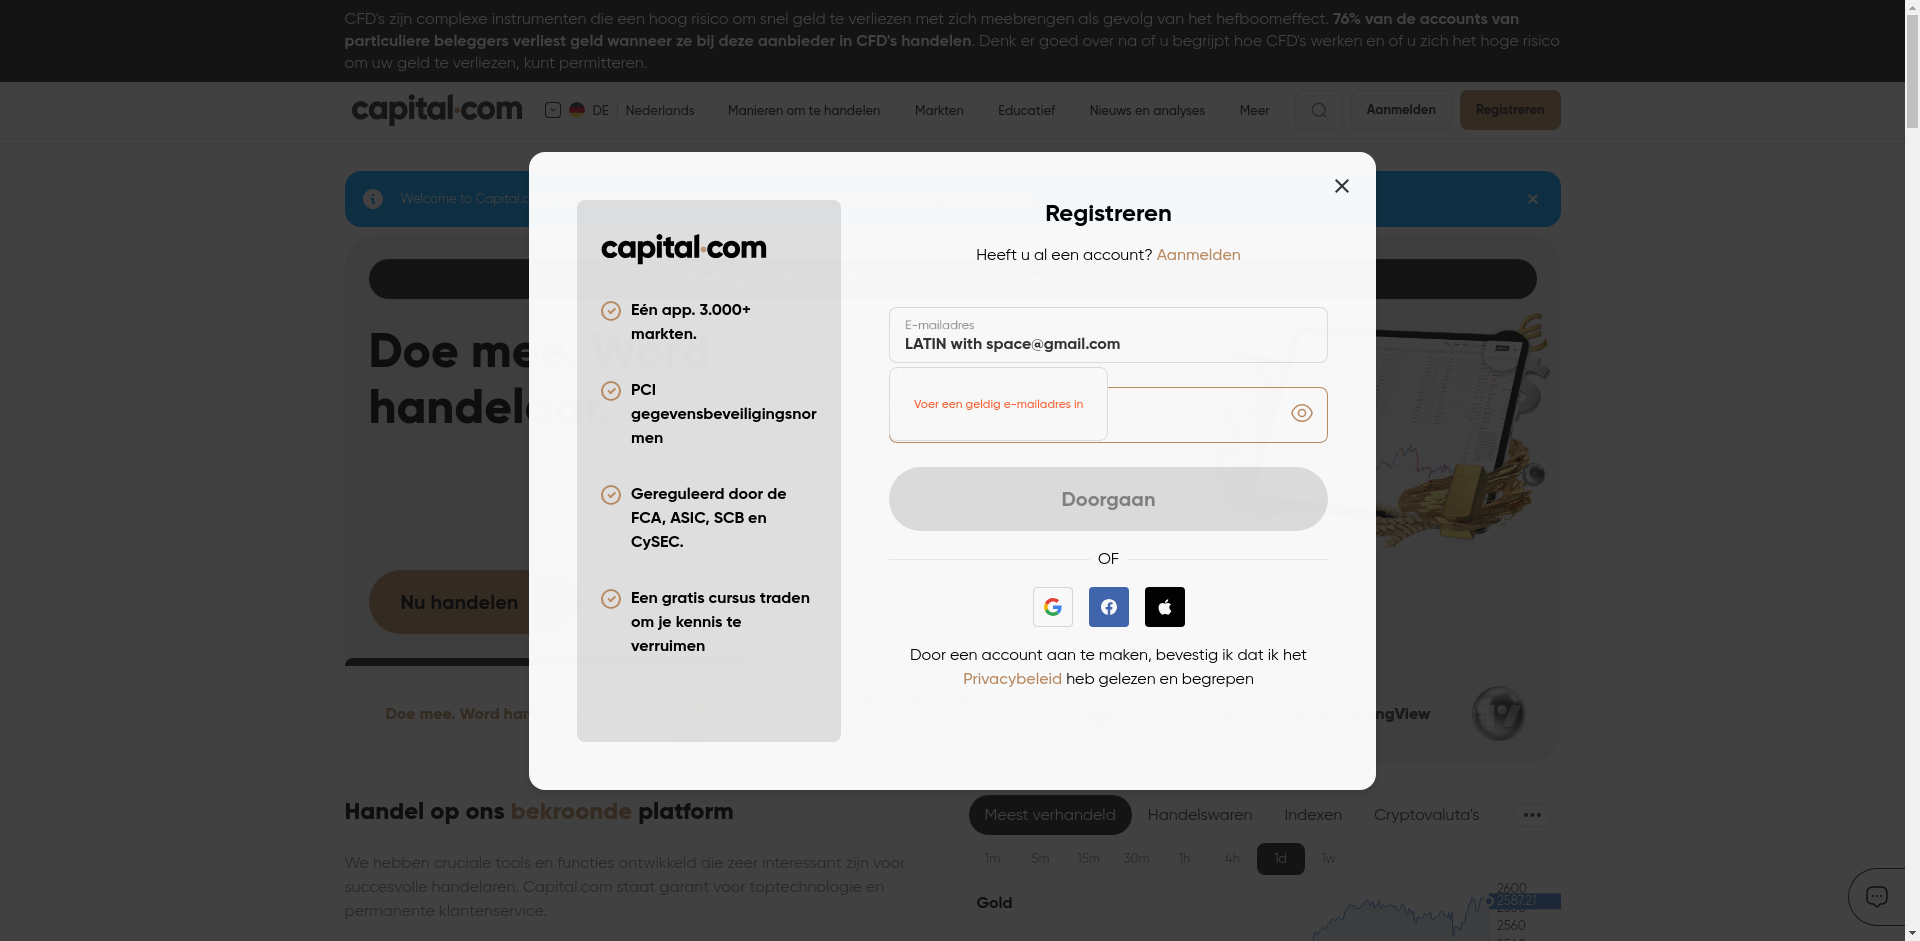 CFD's zijn complexe instrumenten die een hoog risico om snel geld te verliezen met zich meebrengen als gevolg van het hefboomeffect. 76% van de accounts van
particuliere beleggers verliest geld wanneer ze bij deze aanbieder in CFD's handelen. Denk er goed over na of u begrijpt hoe CFD's werken en of u zich het hoge risico
om uw geld te verliezen, kunt permitteren.
capital.com
DE
Nederlands
Manieren om te handelen
Markten
Educatief
Nieuws en analyses
Meer
Aanmelden
Registreren
Welcome to Capital.c
Doe mee. Word
handelaar.
Nu handelen
Doe mee. Word han
capital.com
Eén app. 3.000+
markten.
PCI
gegevensbeveiligingsnor
men
Gereguleerd door de
FCA, ASIC, SCB en
CySEC.
Een gratis cursus traden
om je kennis te
verruimen
Registreren
Heeft u al een account? Aanmelden
E-mailadres
LATIN with space@gmail.com
Voer een geldig e-mailadres in
Doorgaan
OF
Door een account aan te maken, bevestig ik dat ik het
Privacybeleid heb gelezen en begrepen
ngView
Handel op ons bekroonde platform
We hebben cruciale tools en functies ontwikkeld die zeer interessant zijn voor
succesvolle handelaren. Capital.com staat garant voor toptechnologie en
permanente klantenservice.
Meest verhandeld
Handelswaren
Indexen
Cryptovaluta's
1m
5m
15m
30m
1h
4h
1d
1w
Gold
2600
2587.21
2560